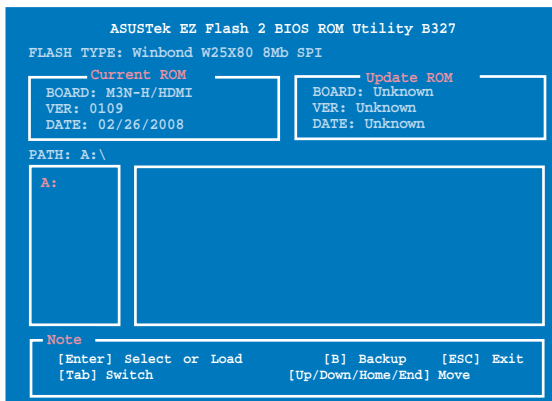 ASUSTek EZ Flash 2 BIOS ROM Utility B327
FLASH TYPE: Winbond W25X80 8Mb SPI
Current ROM
BOARD: M3N-H/HDMI
VER: 0109
DATE: 02/26/2008
Update ROM
BOARD: Unknown
VER: Unknown
DATE: Unknown
PATH: A:\
A:
Note
[Enter] Select or Load [B] Backup [ESC] Exit
[Tab] Switch [Up/Down/Home/End] Move